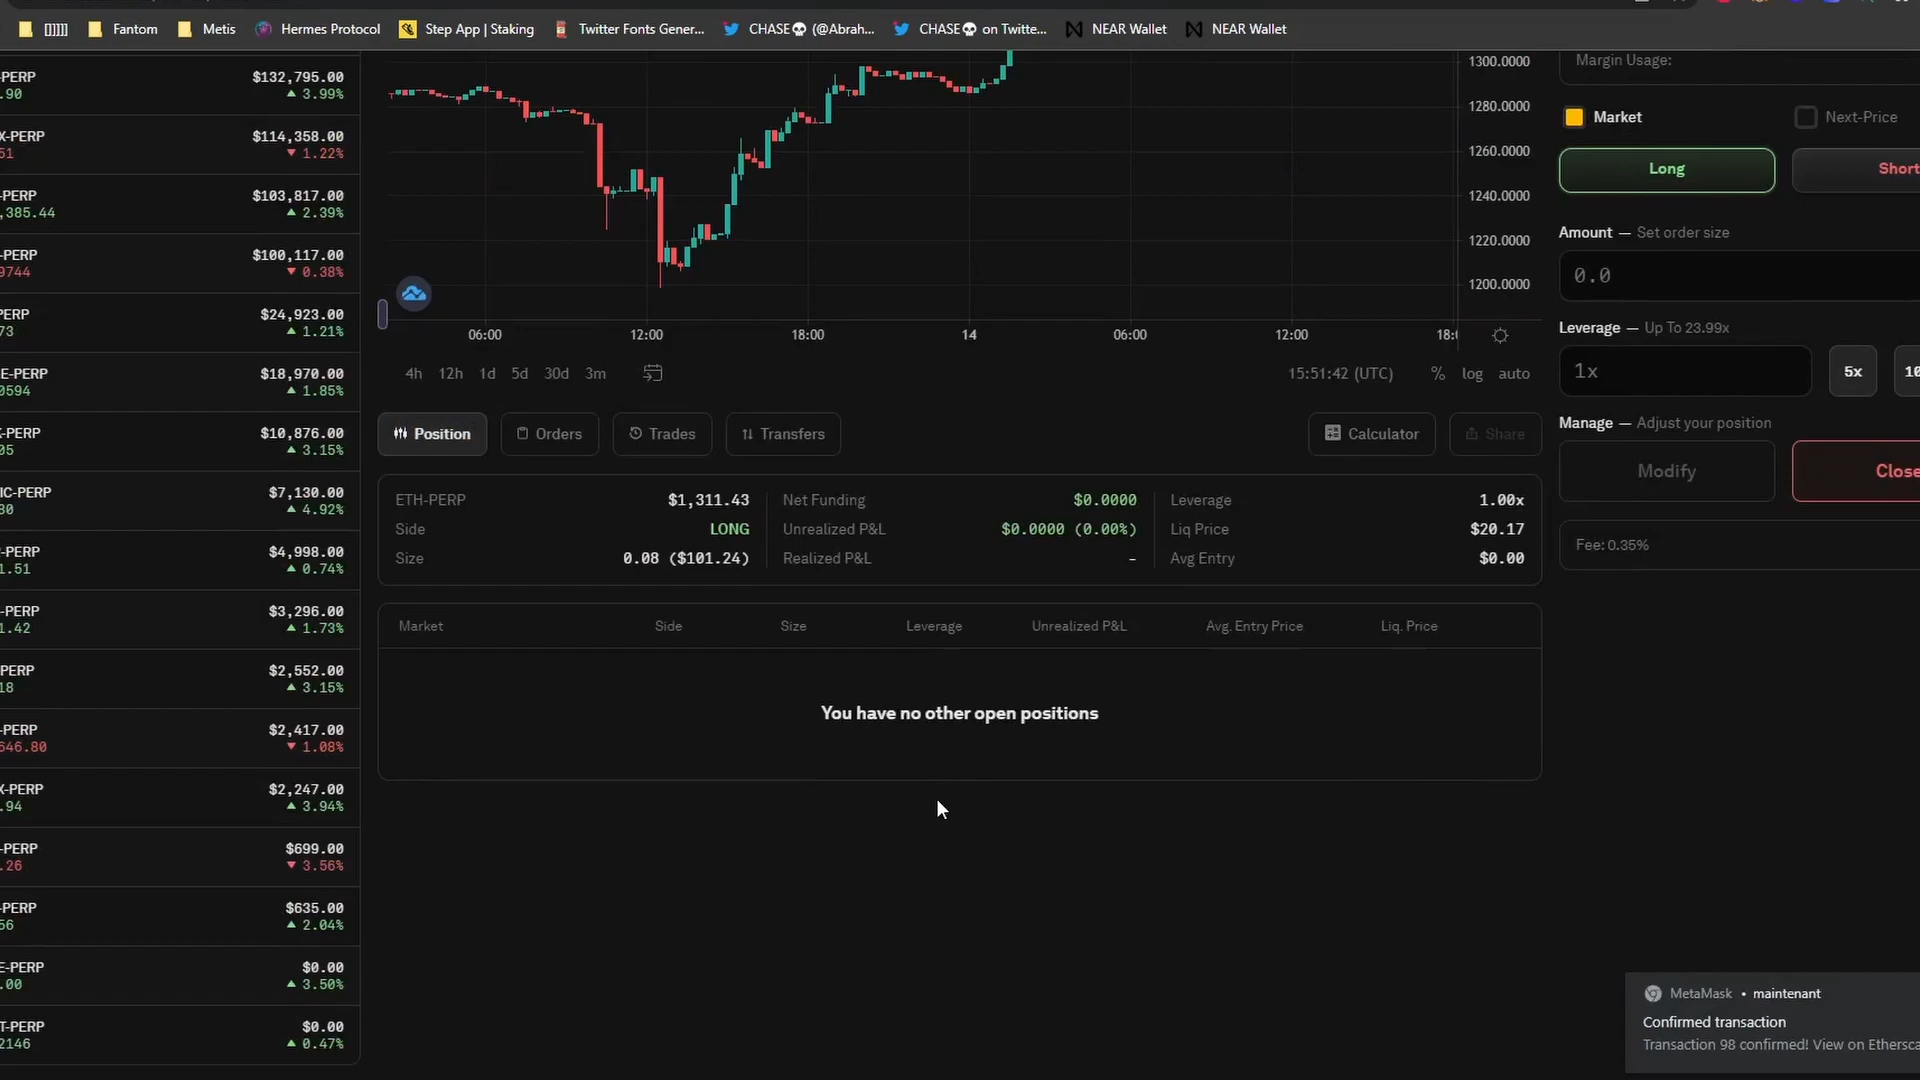 []]]]] Fantom Metis Hermes Protocol Step App | Staking Twitter Fonts Gener... CHASE💀 (@Abrah... CHASE💀 on Twitte... NEAR Wallet NEAR Wallet
-PERP $132,795.00
.90 ▲ 3.99%
X-PERP $114,358.00
51 ▼ 1.22%
-PERP $103,817.00
,385.44 ▲ 2.39%
-PERP $100,117.00
9744 ▼ 0.38%
PERP $24,923.00
73 ▲ 1.21%
E-PERP $18,970.00
0594 ▲ 1.85%
-PERP $10,876.00
05 ▲ 3.15%
IC-PERP $7,130.00
80 ▲ 4.92%
-PERP $4,998.00
1.51 ▲ 0.74%
-PERP $3,296.00
1.42 ▲ 1.73%
PERP $2,552.00
18 ▲ 3.15%
-PERP $2,417.00
646.80 ▼ 1.08%
X-PERP $2,247.00
.94 ▲ 3.94%
-PERP $699.00
.26 ▼ 3.56%
-PERP $635.00
56 ▲ 2.04%
E-PERP $0.00
.00 ▲ 3.50%
T-PERP $0.00
2146 ▲ 0.47%
1300.0000
1280.0000
1260.0000
1240.0000
1220.0000
1200.0000
06:00 12:00 18:00 14 06:00 12:00 18:
4h 12h 1d 5d 30d 3m 15:51:42 (UTC) % log auto
Position Orders Trades Transfers Calculator Share
ETH-PERP $1,311.43 Net Funding $0.0000 Leverage 1.00x
Side LONG Unrealized P&L $0.0000 (0.00%) Liq Price $20.17
Size 0.08 ($101.24) Realized P&L – Avg Entry $0.00
Market Side Size Leverage Unrealized P&L Avg. Entry Price Liq. Price
You have no other open positions
Margin Usage:
Market Next-Price
Long Short
Amount — Set order size
0.0
Leverage — Up To 23.99x
1x 5x 10
Manage — Adjust your position
Modify Close
Fee: 0.35%
MetaMask • maintenant
Confirmed transaction
Transaction 98 confirmed! View on Ethersca